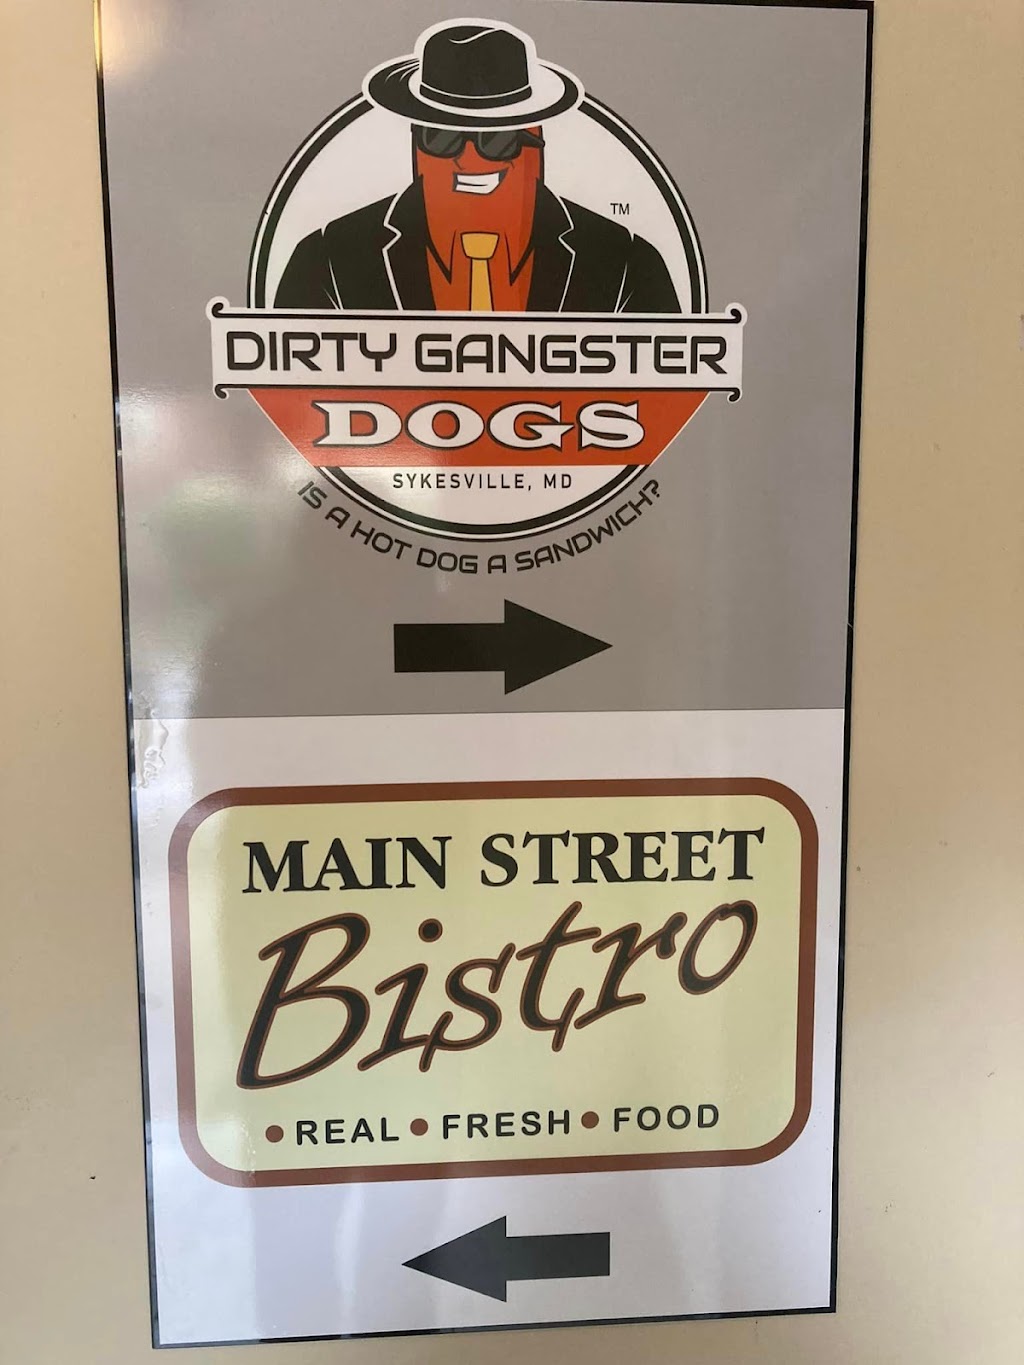 TM
DIRTY GANGSTER
DOGS
SYKESVILLE, MD
IS A HOT DOG A SANDWICH?
MAIN STREET
Bistro
•REAL•FRESH•FOOD